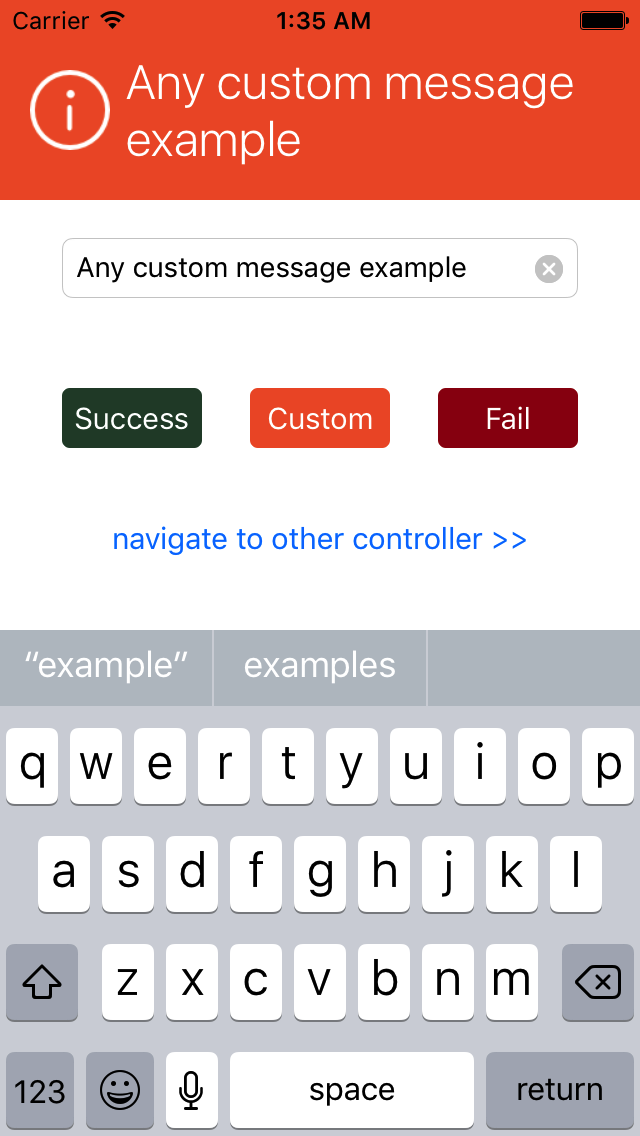 Carrier 1:35 AM
Any custom message
example
Any custom message example
Success Custom Fail
navigate to other controller >>
“example” examples
q w e r t y u i o p
a s d f g h j k l
z x c v b n m
123 space return